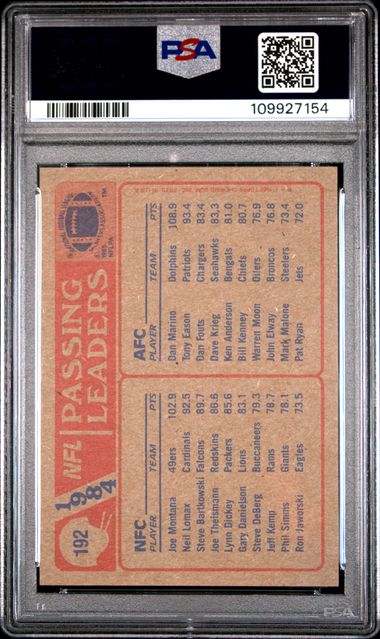 PSA
109927154
192
1984
NFL PASSING
LEADERS
NFC
PLAYER TEAM PTS
Joe Montana 49ers 102.9
Neil Lomax Cardinals 92.5
Steve Bartkowski Falcons 89.7
Joe Theismann Redskins 86.6
Lynn Dickey Packers 85.6
Gary Danielson Lions 83.1
Steve DeBerg Buccaneers 79.3
Jeff Kemp Rams 78.7
Phil Simms Giants 78.1
Ron Jaworski Eagles 73.5
AFC
PLAYER TEAM PTS
Dan Marino Dolphins 108.9
Tony Eason Patriots 93.4
Dan Fouts Chargers 83.4
Dave Krieg Seahawks 83.3
Ken Anderson Bengals 81.0
Bill Kenney Chiefs 80.7
Warren Moon Oilers 76.9
John Elway Broncos 76.8
Mark Malone Steelers 73.4
Pat Ryan Jets 72.0
PSA